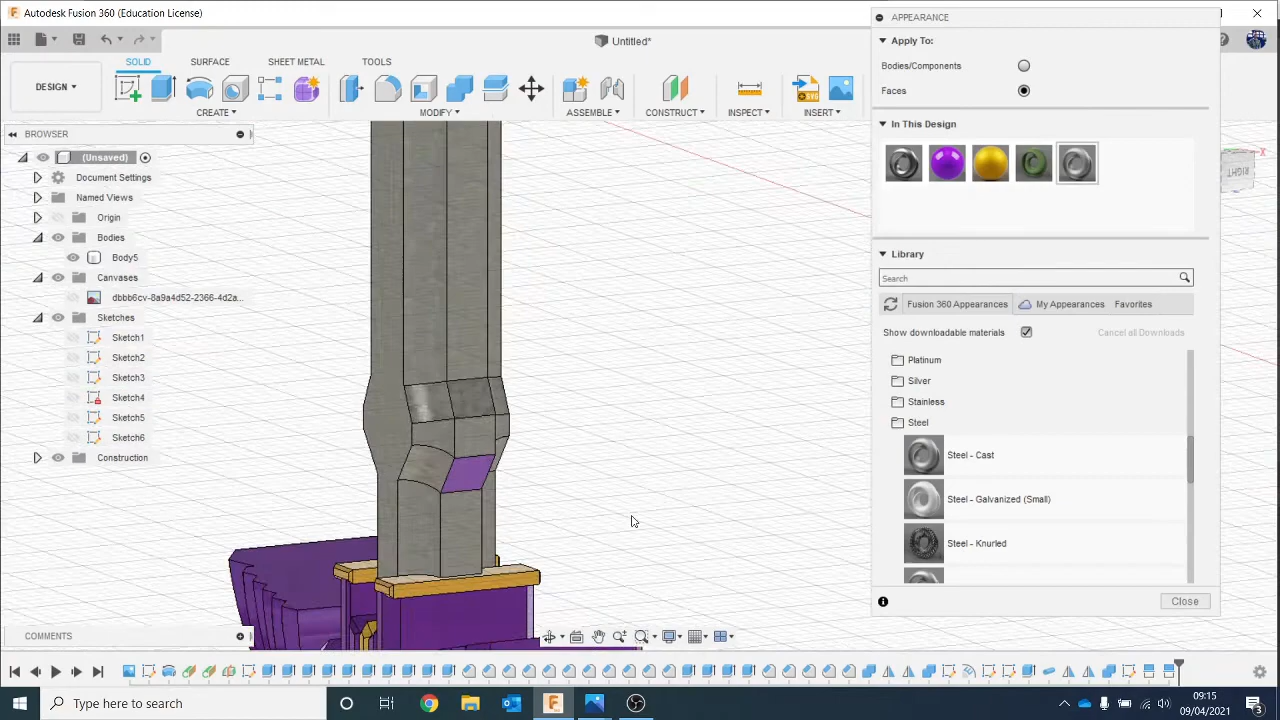 Autodesk Fusion 360 (Education License)
APPEARANCE
Untitled*
Apply To:
SOLID
SURFACE
SHEET METAL
TOOLS
Bodies/Components
DESIGN
Faces
CREATE
MODIFY
ASSEMBLE
CONSTRUCT
INSPECT
INSERT
SVG
BROWSER
In This Design
(Unsaved)
Document Settings
Named Views
Origin
Bodies
Body5
Canvases
dbbb6cv-8a9a4d52-2366-4d2a...
Sketches
Sketch1
Sketch2
Sketch3
Sketch4
Sketch5
Sketch6
Construction
RIGHT
X
Library
Search
Fusion 360 Appearances
My Appearances
Favorites
Show downloadable materials
Cancel all Downloads
Platinum
Silver
Stainless
Steel
Steel - Cast
Steel - Galvanized (Small)
Steel - Knurled
Close
COMMENTS
Type here to search
09:15
09/04/2021
3